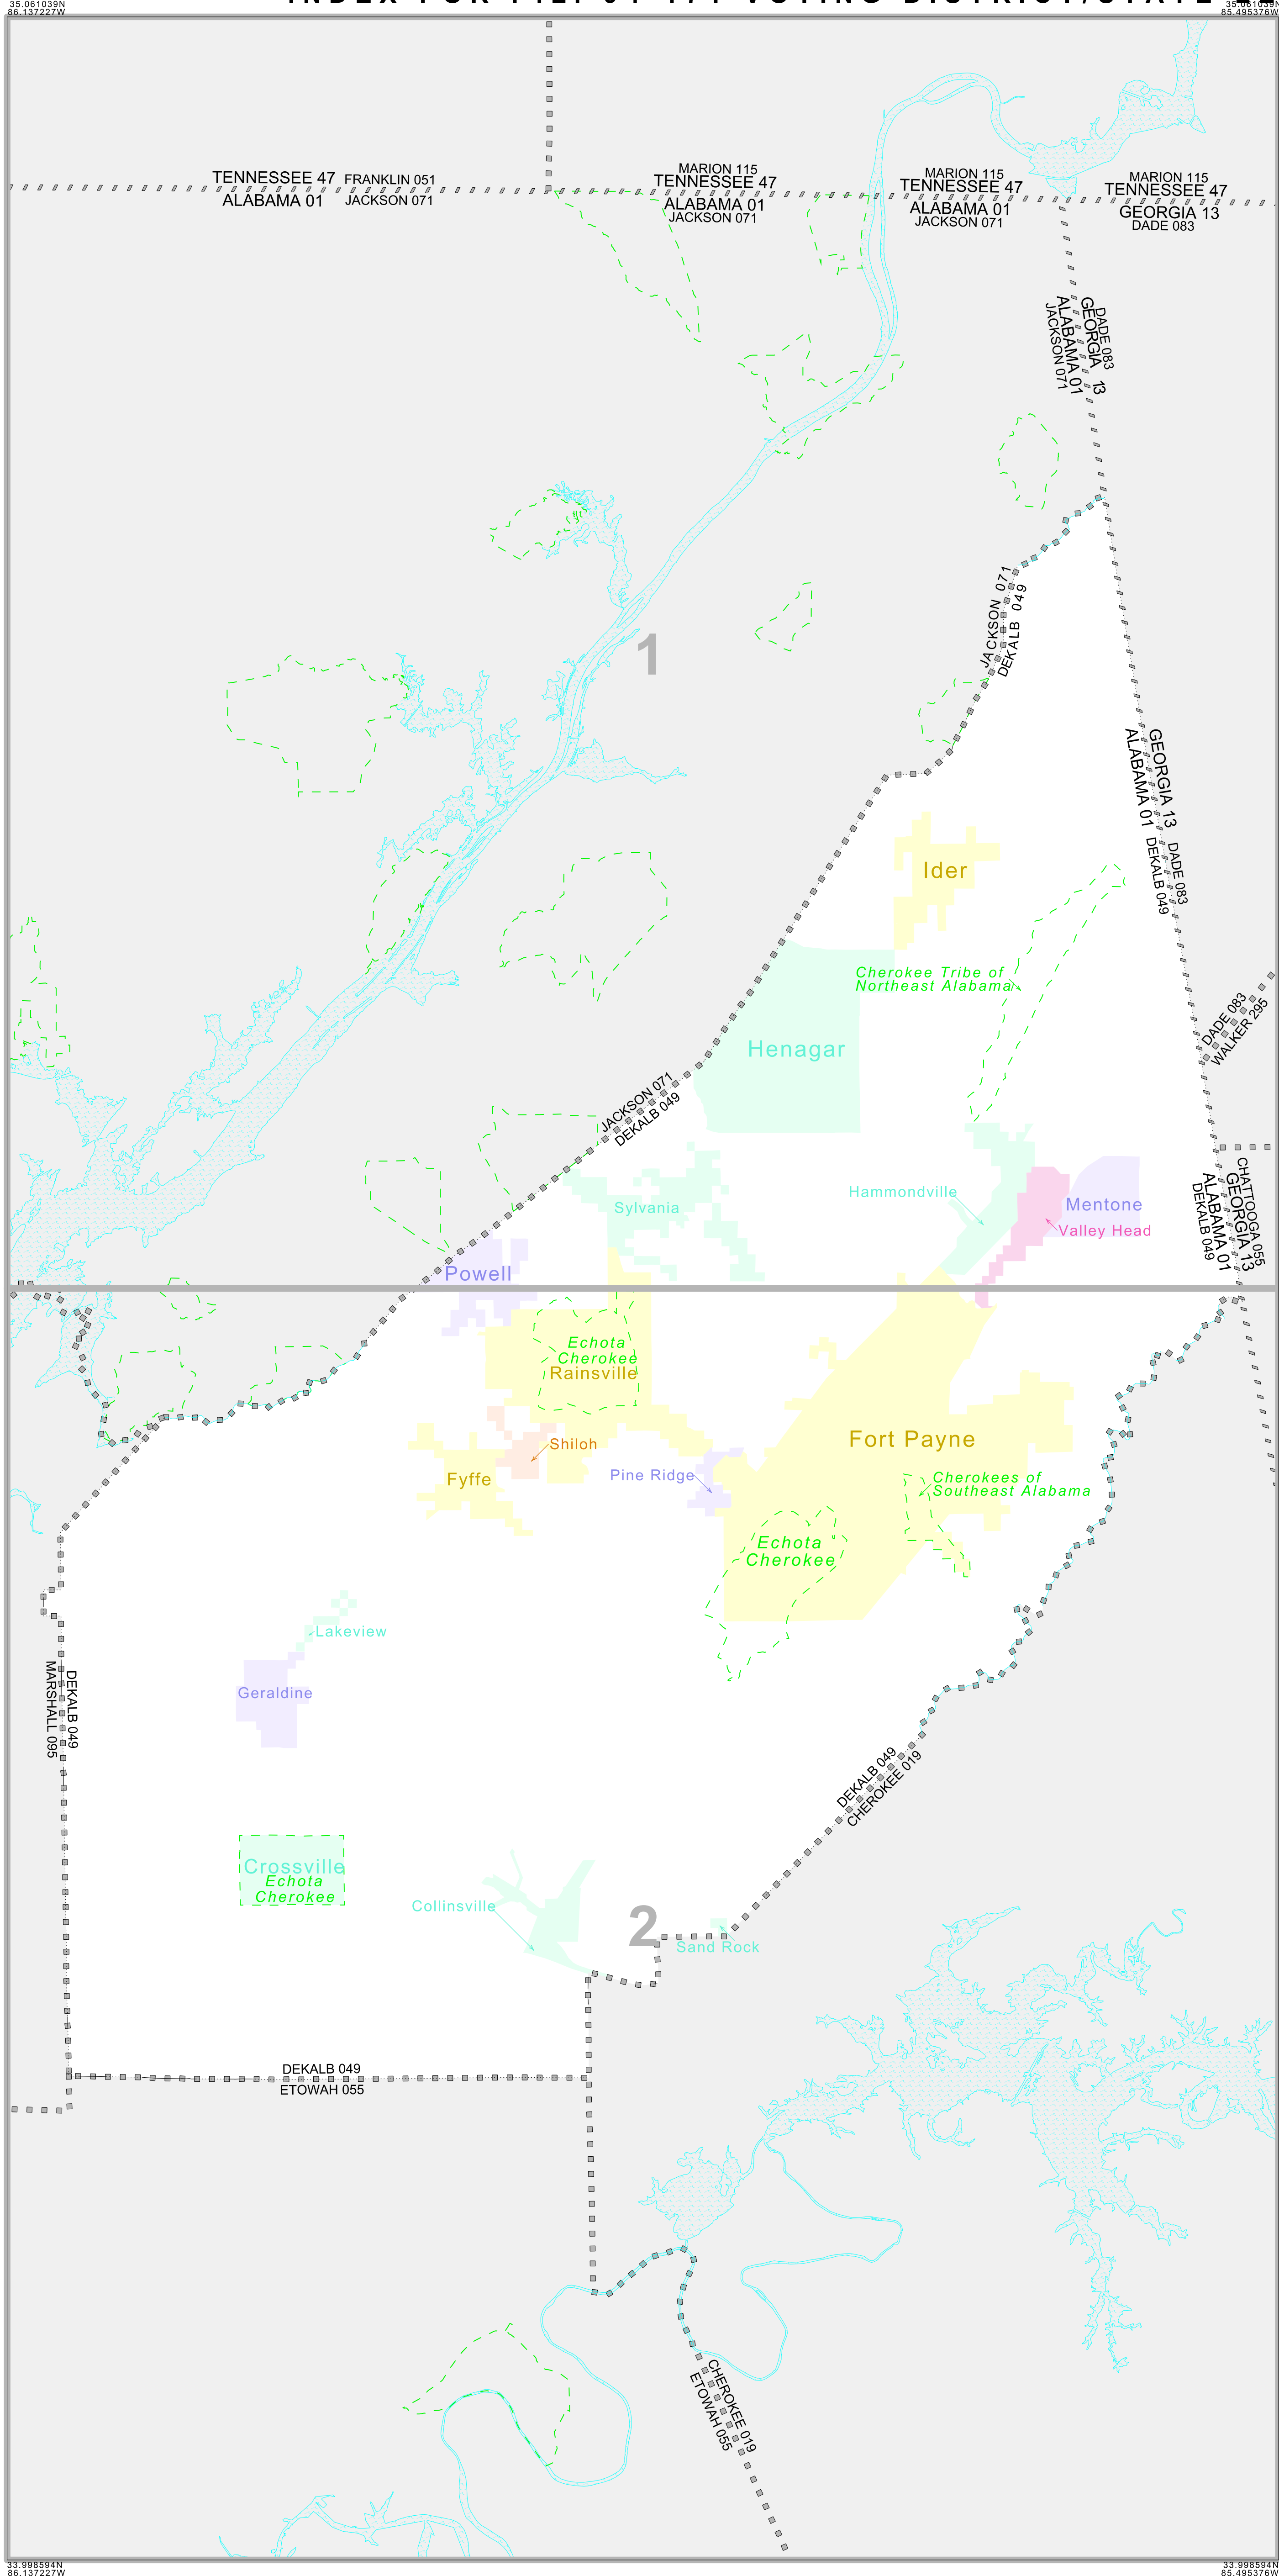 35.061039N
86.137227W
35.061039N
85.495376W
TENNESSEE 47 FRANKLIN 051
ALABAMA 01 JACKSON 071
MARION 115
TENNESSEE 47
ALABAMA 01
JACKSON 071
MARION 115
TENNESSEE 47
ALABAMA 01
JACKSON 071
MARION 115
TENNESSEE 47
GEORGIA 13
DADE 083
DADE 083
GEORGIA 13
ALABAMA 01
JACKSON 071
JACKSON 071
DEKALB 049
1
GEORGIA 13 DADE 083
ALABAMA 01 DEKALB 049
Ider
Cherokee Tribe of
Northeast Alabama
DADE 083
WALKER 295
Henagar
JACKSON 071
DEKALB 049
CHATTOOGA 055
GEORGIA 13
ALABAMA 01
DEKALB 049
Hammondville
Sylvania
Mentone
Valley Head
Powell
Echota
Cherokee
Rainsville
Shiloh
Fort Payne
Fyffe
Pine Ridge
Cherokees of
Southeast Alabama
Echota
Cherokee
Lakeview
Geraldine
DEKALB 049
MARSHALL 095
DEKALB 049
CHEROKEE 019
Crossville
Echota
Cherokee
Collinsville
2
Sand Rock
DEKALB 049
ETOWAH 055
CHEROKEE 019
ETOWAH 055
33.998594N
86.137227W
33.998594N
85.495376W